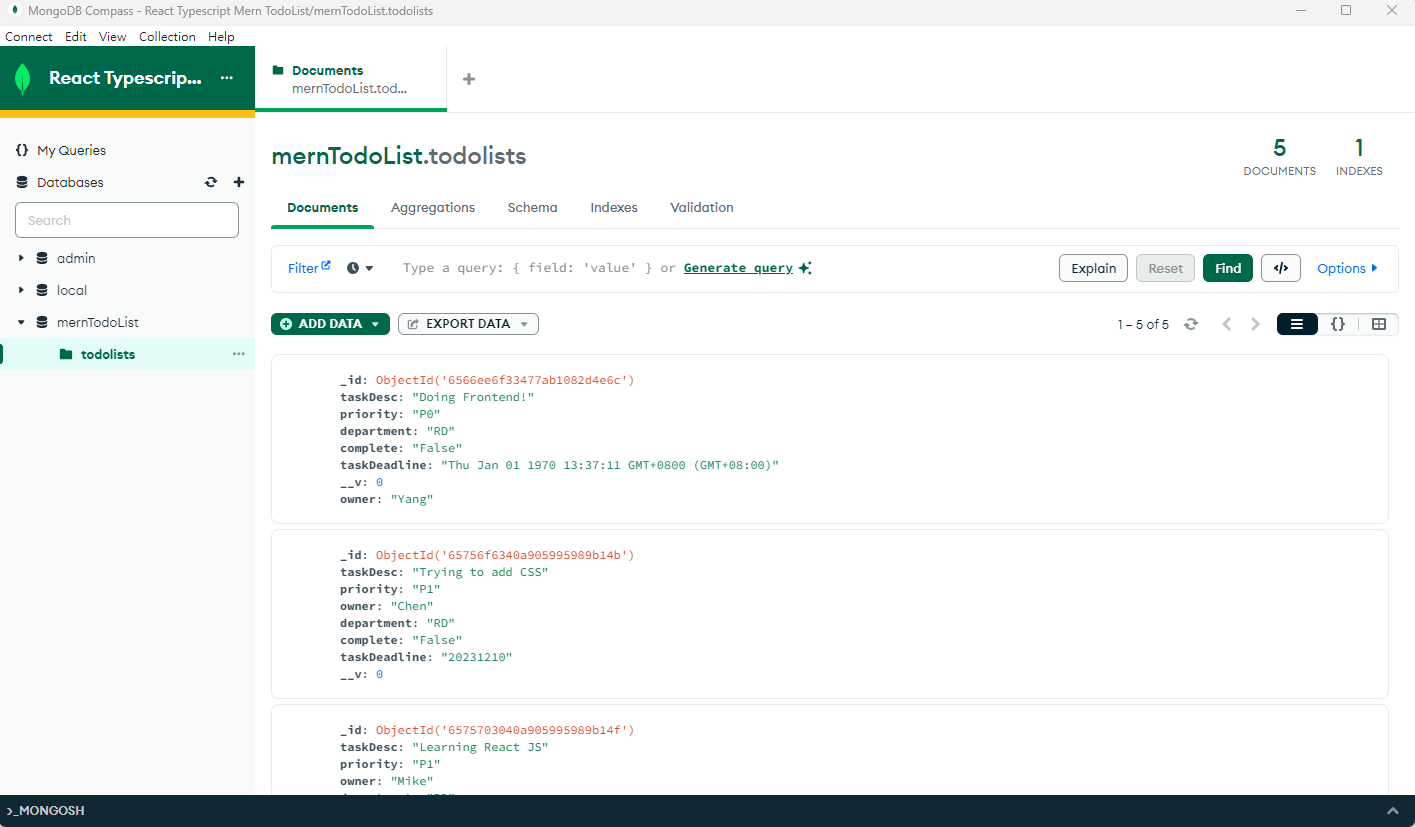 MongoDB Compass - React Typescript Mern TodoList/mernTodoList.todolists
Connect Edit View Collection Help
React Typescrip... ...
Documents
mernTodoList.tod...
My Queries
Databases
Search
admin
local
mernTodoList
todolists ...
mernTodoList.todolists
5
DOCUMENTS
1
INDEXES
Documents Aggregations Schema Indexes Validation
Filter Type a query: { field: 'value' } or Generate query Explain Reset Find </> Options
ADD DATA EXPORT DATA 1 – 5 of 5 {}
_id: ObjectId('6566ee6f33477ab1082d4e6c')
taskDesc: "Doing Frontend!"
priority: "P0"
department: "RD"
complete: "False"
taskDeadline: "Thu Jan 01 1970 13:37:11 GMT+0800 (GMT+08:00)"
__v: 0
owner: "Yang"
_id: ObjectId('65756f6340a905995989b14b')
taskDesc: "Trying to add CSS"
priority: "P1"
owner: "Chen"
department: "RD"
complete: "False"
taskDeadline: "20231210"
__v: 0
_id: ObjectId('6575703040a905995989b14f')
taskDesc: "Learning React JS"
priority: "P1"
owner: "Mike"
>_MONGOSH